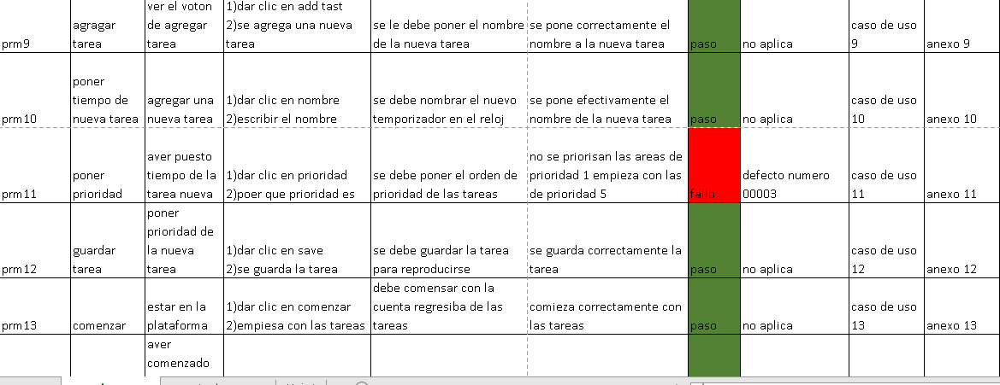 prm9
agragar
tarea
ver el voton
de agregar
tarea
1)dar clic en add tast
2)se agrega una nueva
tarea
se le debe poner el nombre
de la nueva tarea
se pone correctamente el
nombre a la nueva tarea
paso
no aplica
caso de uso
9
anexo 9
prm10
poner
tiempo de
nueva tarea
agregar una
nueva tarea
1)dar clic en nombre
2)escribir el nombre
se debe nombrar el nuevo
temporizador en el reloj
se pone efectivamente el
nombre de la nueva tarea
paso
no aplica
caso de uso
10
anexo 10
prm11
poner
prioridad
aver puesto
tiempo de la
tarea nueva
1)dar clic en prioridad
2)poer que prioridad es
se debe poner el orden de
prioridad de las tareas
no se priorisan las areas de
prioridad 1 empieza con las
de prioridad 5
fallo
defecto numero
00003
caso de uso
11
anexo 11
prm12
guardar
tarea
poner
prioridad de
la nueva
tarea
1)dar clic en save
2)se guarda la tarea
se debe guardar la tarea
para reproducirse
se guarda correctamente la
tarea
paso
no aplica
caso de uso
12
anexo 12
prm13
comenzar
estar en la
plataforma
1)dar clic en comenzar
2)empiesa con las tareas
debe comensar con la
cuenta regresiba de las
tareas
comieza correctamente con
las tareas
paso
no aplica
caso de uso
13
anexo 13
aver
comenzado